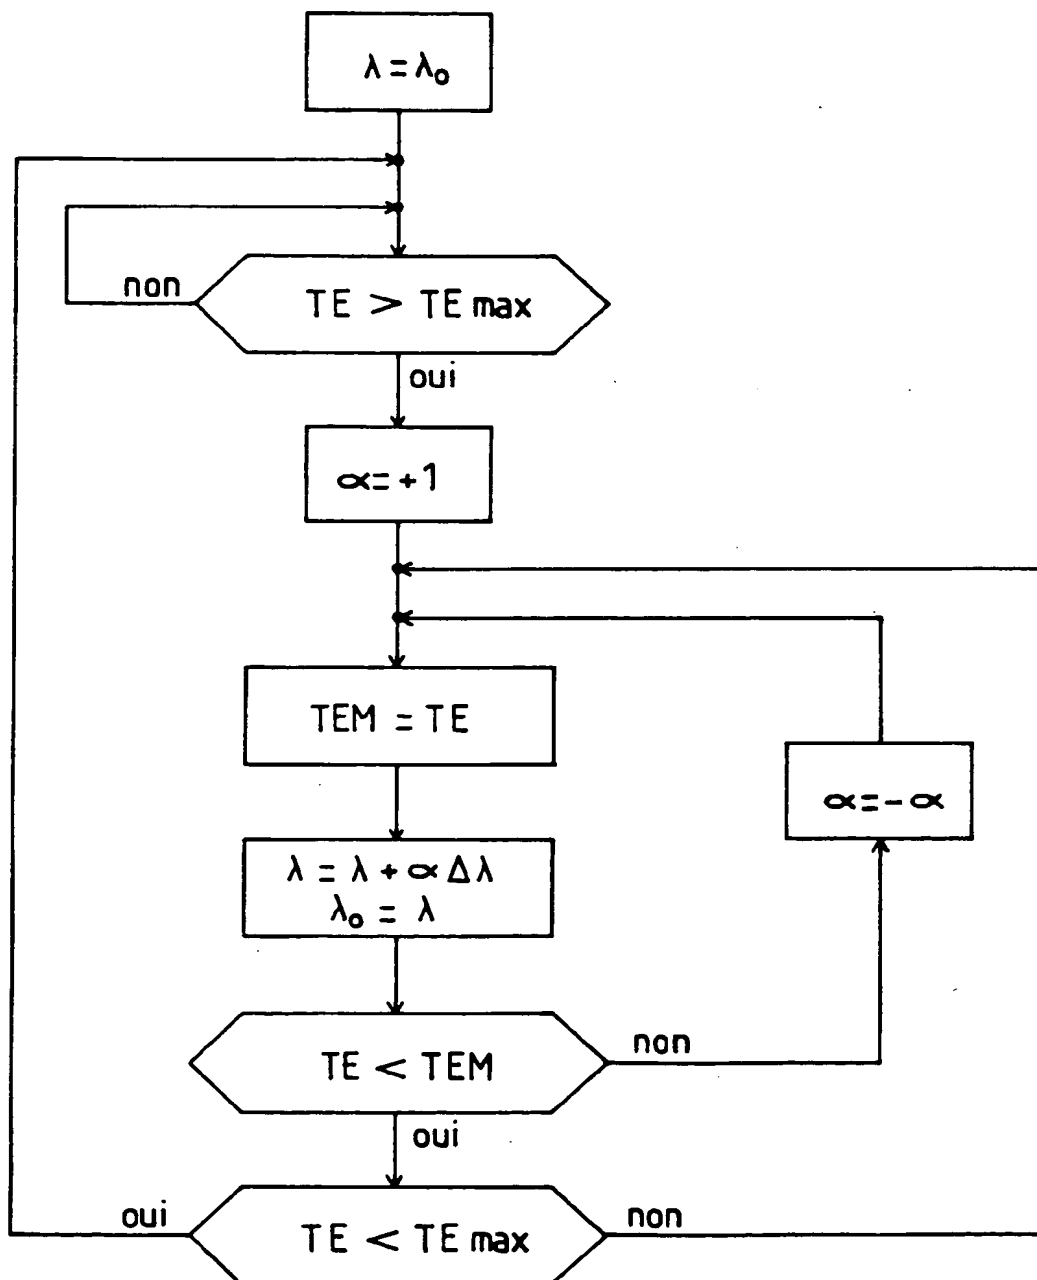 λ = λ₀
non
TE > TE max
oui
α = +1
TEM = TE
α = - α
λ = λ + α Δλ
λ₀ = λ
non
TE < TEM
oui
oui
non
TE < TE max